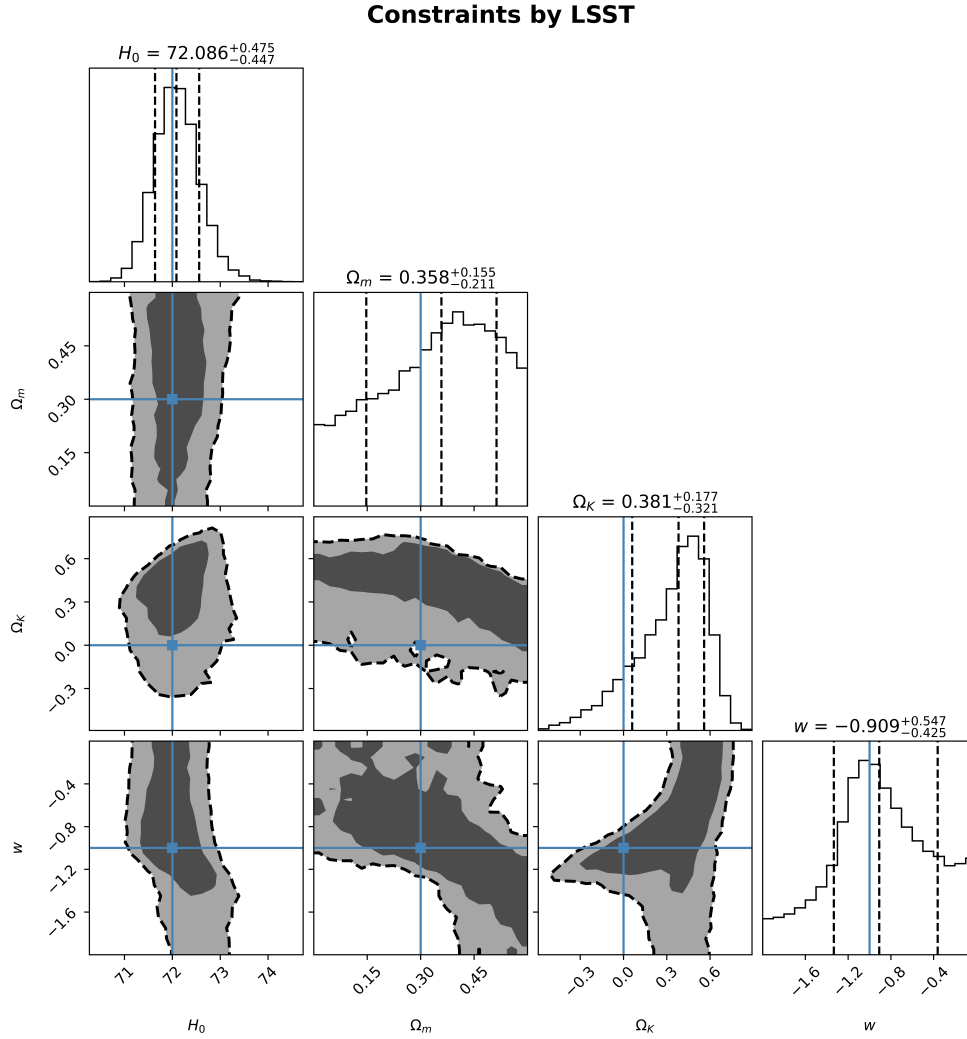 Constraints by LSST
H₀ = 72.086⁺⁰·⁴⁷⁵₋₀.₄₄₇
Ωₘ = 0.358⁺⁰·¹⁵⁵₋₀.₂₁₁
0.45
0.30
0.15
Ωₘ
Ω_K = 0.381⁺⁰·¹⁷⁷₋₀.₃₂₁
0.6
0.3
0.0
−0.3
Ω_K
w = −0.909⁺⁰·⁵⁴⁷₋₀.₄₂₅
−0.4
−0.8
−1.2
−1.6
w
71 72 73 74
0.15 0.30 0.45
−0.3 0.0 0.3 0.6
−1.6 −1.2 −0.8 −0.4
H₀ Ωₘ Ω_K w